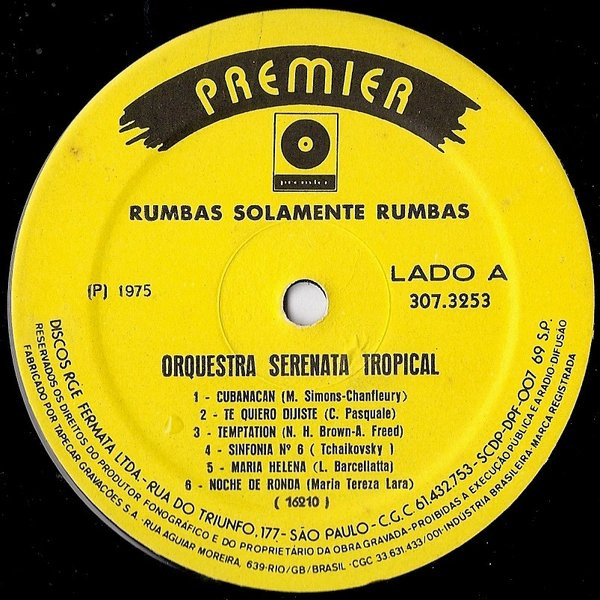 PREMIER
premier
RUMBAS SOLAMENTE RUMBAS
(P) 1975
LADO A
307.3253
ORQUESTRA SERENATA TROPICAL
1 - CUBANACAN (M. Simons-Chanfleury)
2 - TE QUIERO DIJISTE (C. Pasquale)
3 - TEMPTATION (N. H. Brown-A. Freed)
4 - SINFONIA Nº 6 ( Tchaikovsky )
5 - MARIA HELENA (L. Barcellatta)
6 - NOCHE DE RONDA (Maria Tereza Lara)
( 16210 )
DISCOS RGE FERMATA LTDA.-RUA DO TRIUNFO, 177-SÃO PAULO-C.G.C 61.432.753-SCDP-DPF-007 69 S.P.
RESERVADOS OS DIREITOS DO PRODUTOR FONOGRÁFICO E DO PROPRIETÁRIO DA OBRA GRAVADA-PROIBIDAS A EXECUÇÃO PÚBLICA E A RADIO-DIFUSÃO
FABRICADO POR TAPECAR GRAVAÇÕES S A. -RUA AGUIAR MOREIRA, 639-RIO/GB/BRASIL-CGC 33.631.433/001-INDÚSTRIA BRASILEIRA-MARCA REGISTRADA